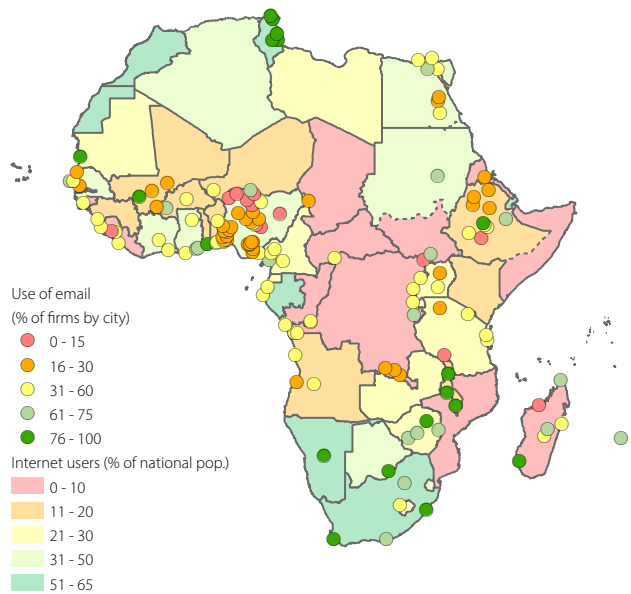 Use of email
(% of firms by city)
0 - 15
16 - 30
31 - 60
61 - 75
76 - 100
Internet users (% of national pop.)
0 - 10
11 - 20
21 - 30
31 - 50
51 - 65